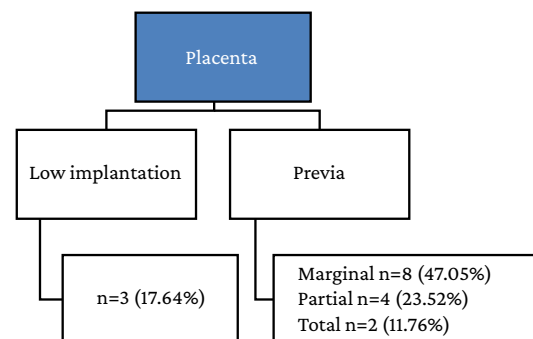 Placenta
Low implantation
Previa
n=3 (17.64%)
Marginal n=8 (47.05%)
Partial n=4 (23.52%)
Total n=2 (11.76%)